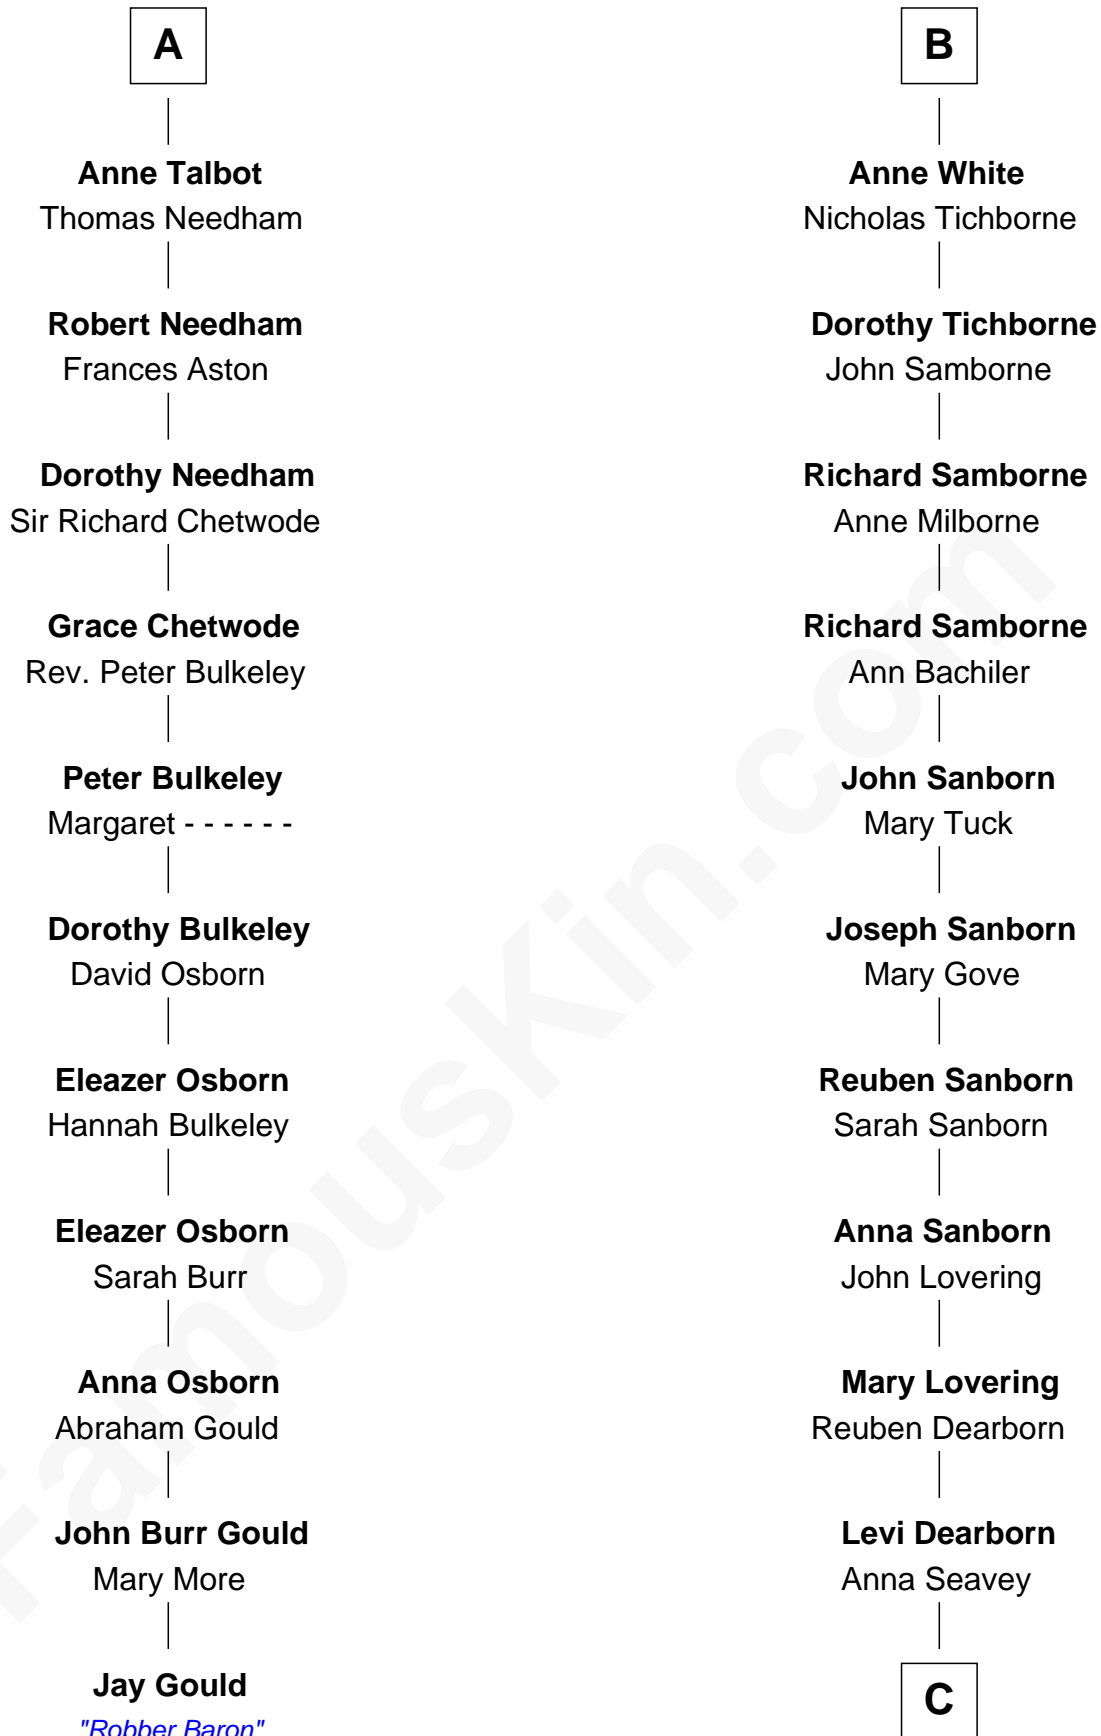 A
Anne Talbot
Thomas Needham
Robert Needham
Frances Aston
Dorothy Needham
Sir Richard Chetwode
Grace Chetwode
Rev. Peter Bulkeley
Peter Bulkeley
Margaret - - - - - -
Dorothy Bulkeley
David Osborn
Eleazer Osborn
Hannah Bulkeley
Eleazer Osborn
Sarah Burr
Anna Osborn
Abraham Gould
John Burr Gould
Mary More
Jay Gould
"Robber Baron"
B
Anne White
Nicholas Tichborne
Dorothy Tichborne
John Samborne
Richard Samborne
Anne Milborne
Richard Samborne
Ann Bachiler
John Sanborn
Mary Tuck
Joseph Sanborn
Mary Gove
Reuben Sanborn
Sarah Sanborn
Anna Sanborn
John Lovering
Mary Lovering
Reuben Dearborn
Levi Dearborn
Anna Seavey
C
FamousKin.com